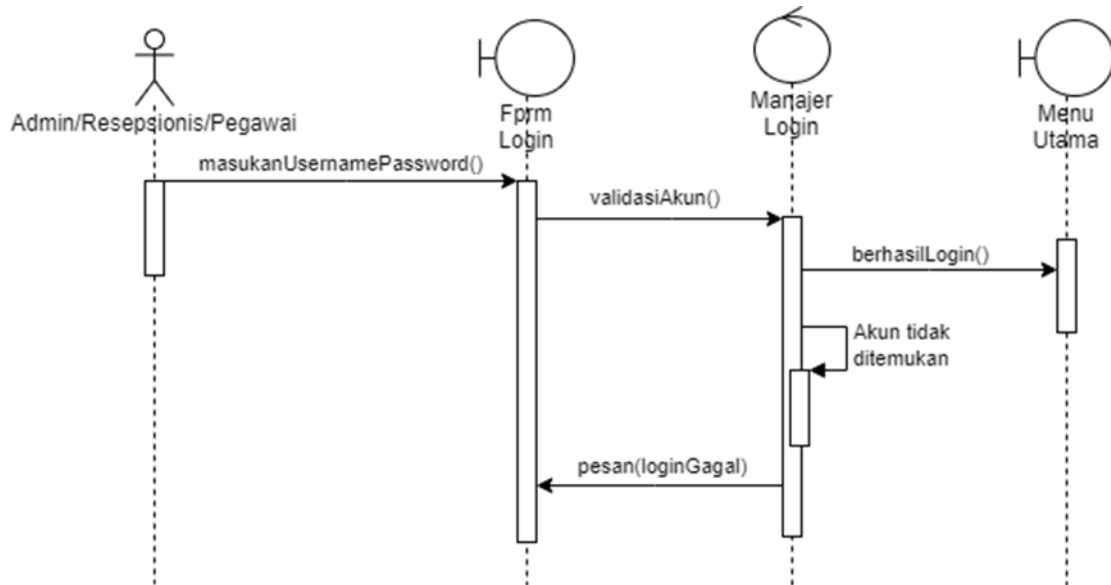 Admin/Resepsionis/Pegawai
Fprm
Login
Manajer
Login
Menu
Utama
masukanUsernamePassword()
validasiAkun()
berhasilLogin()
Akun tidak
ditemukan
pesan(loginGagal)